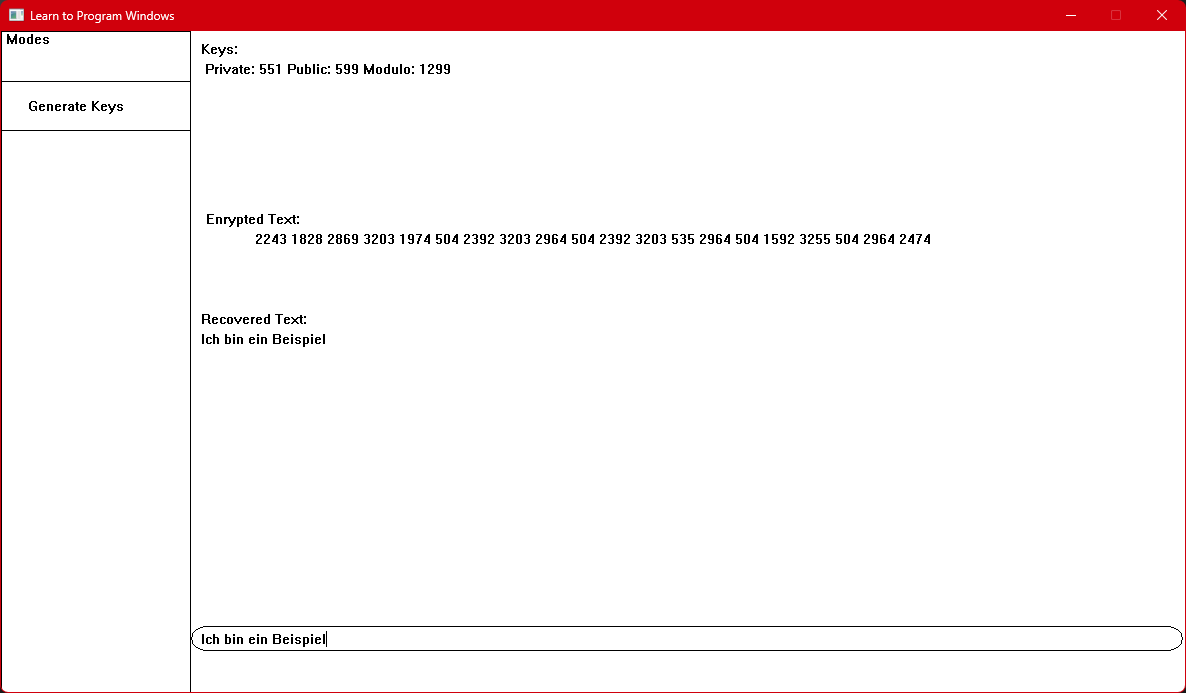 Learn to Program Windows
Modes
Generate Keys
Keys:
Private: 551 Public: 599 Modulo: 1299
Enrypted Text:
2243 1828 2869 3203 1974 504 2392 3203 2964 504 2392 3203 535 2964 504 1592 3255 504 2964 2474
Recovered Text:
Ich bin ein Beispiel
Ich bin ein Beispiel